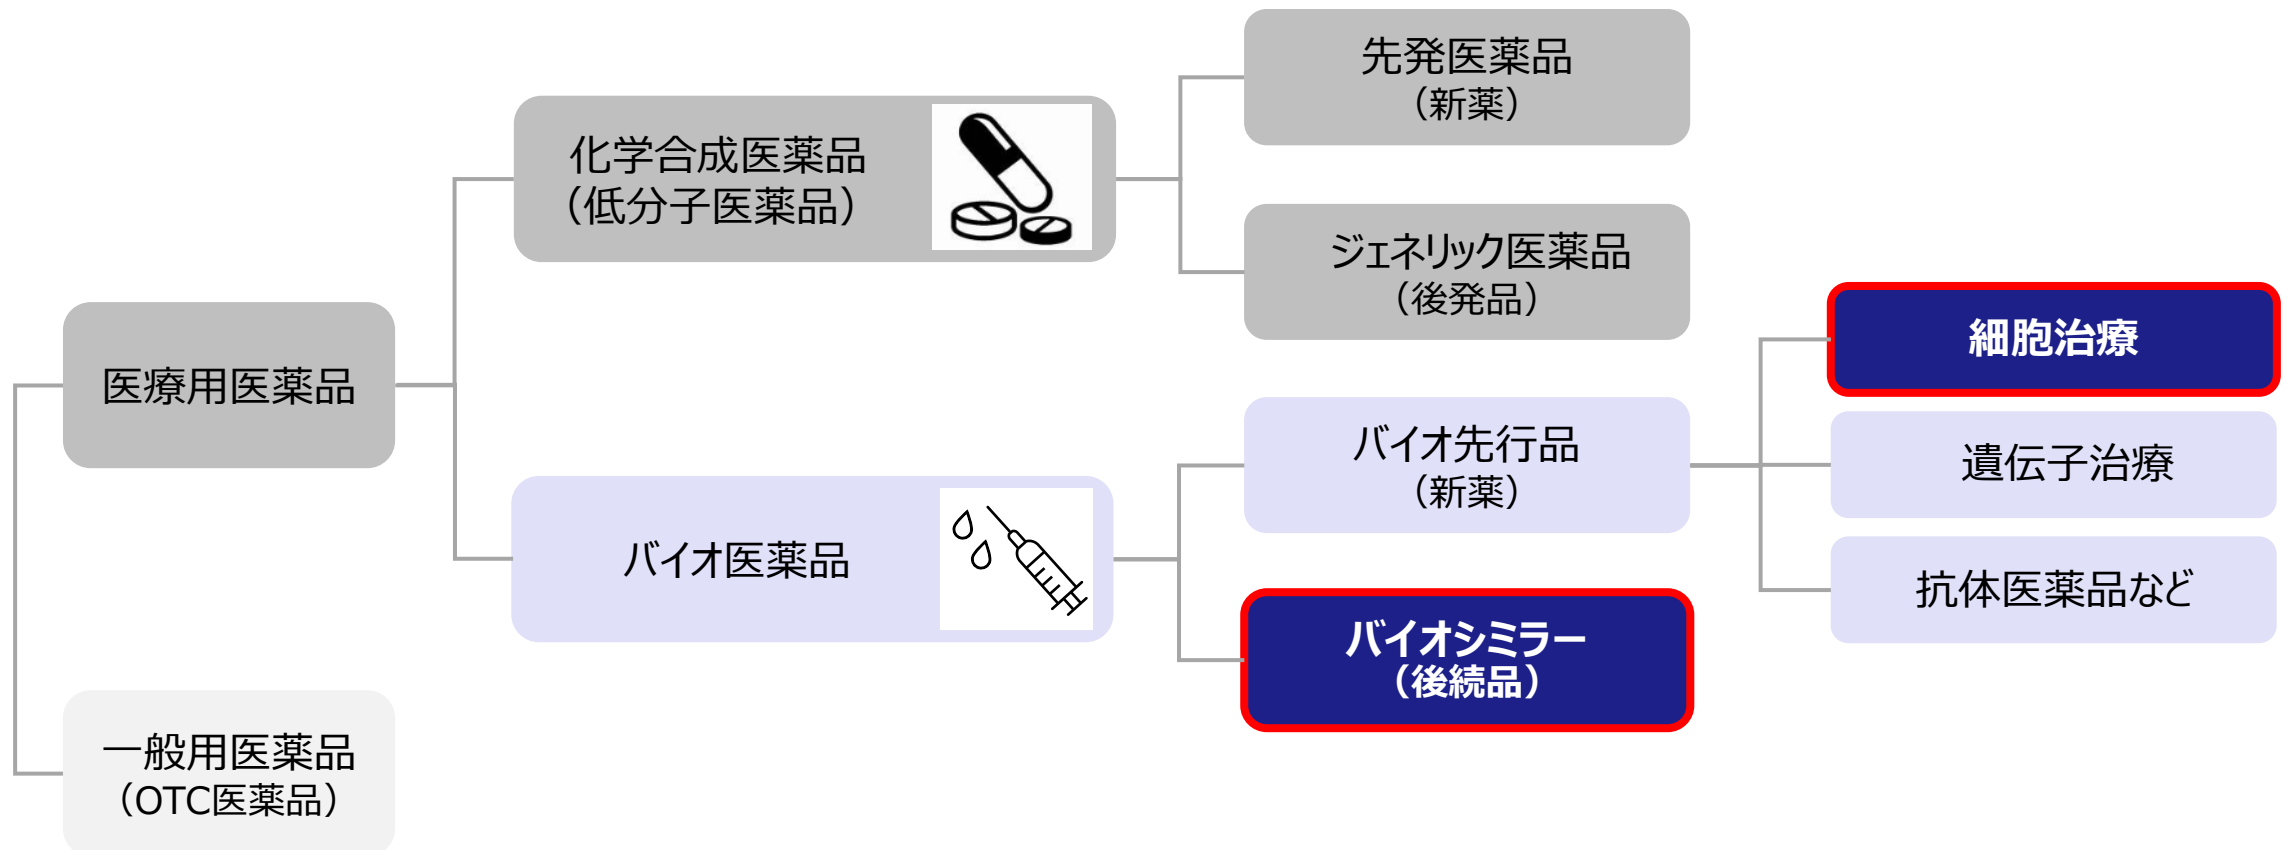 医療用医薬品
一般用医薬品
（OTC医薬品）
化学合成医薬品
（低分子医薬品）
バイオ医薬品
先発医薬品
（新薬）
ジェネリック医薬品
（後発品）
バイオ先行品
（新薬）
バイオシミラー
（後続品）
細胞治療
遺伝子治療
抗体医薬品など